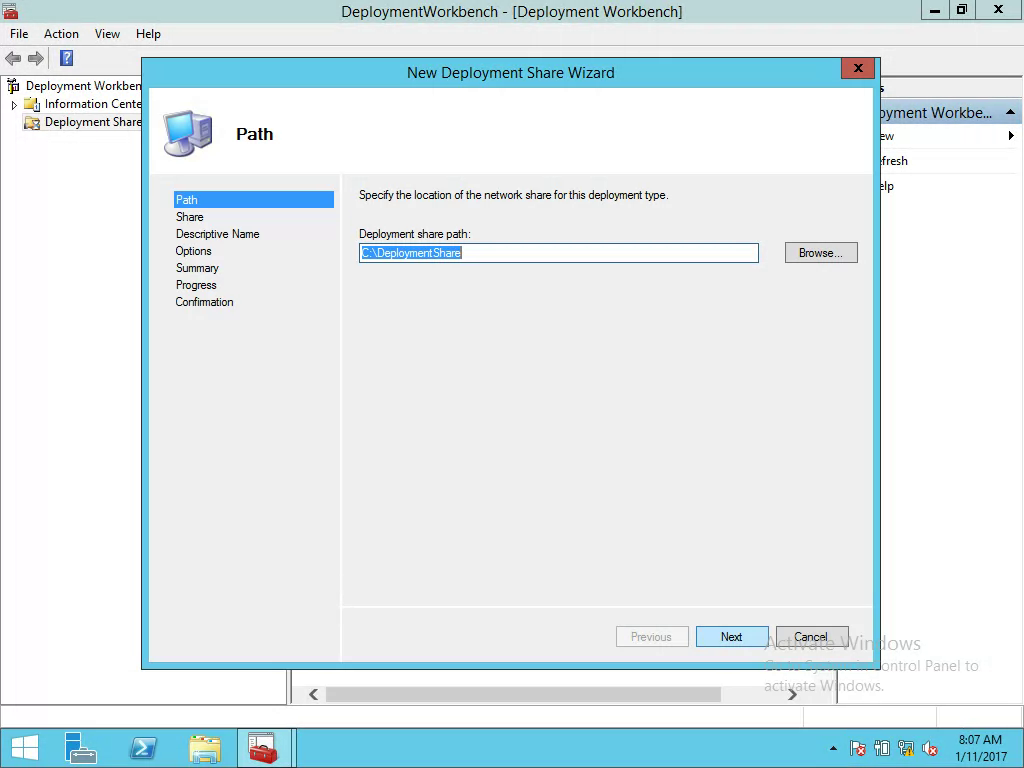 DeploymentWorkbench - [Deployment Workbench]
File Action View Help
Deployment Workben
Information Cente
Deployment Share
New Deployment Share Wizard
x
Path
Path
Share
Descriptive Name
Options
Summary
Progress
Confirmation
Specify the location of the network share for this deployment type.
Deployment share path:
C:\DeploymentShare
Browse...
Previous
Next
Cancel
s
oyment Workbe...
ew
efresh
elp
Activate Windows
Go to System in Control Panel to
activate Windows.
8:07 AM
1/11/2017